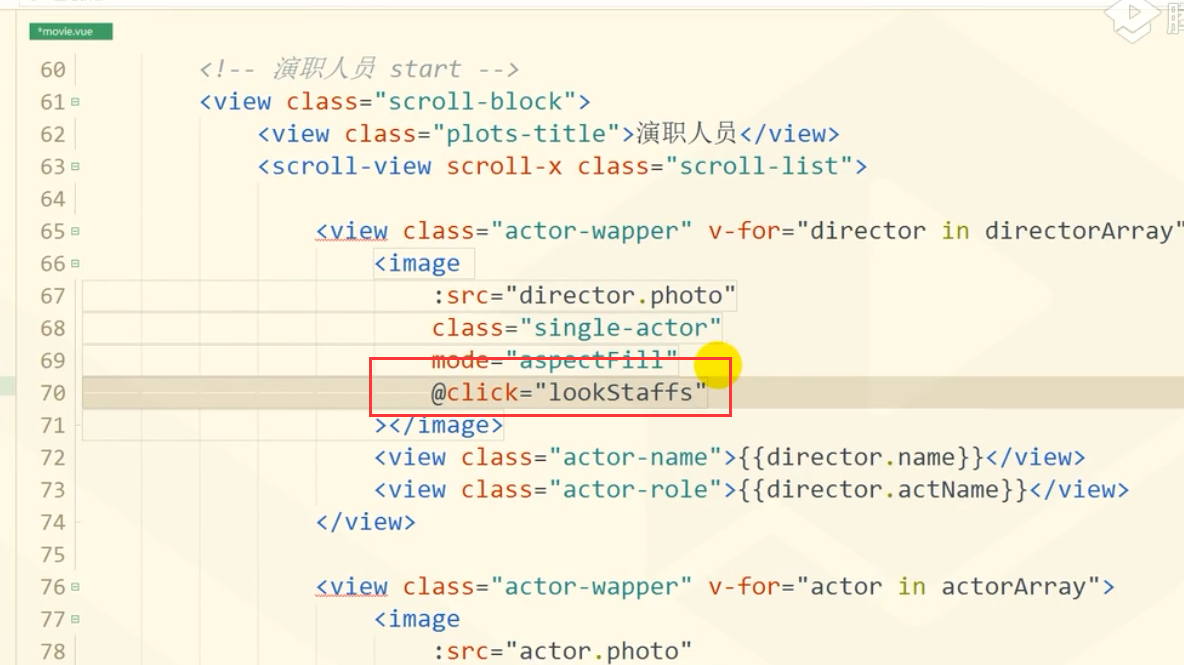 *movie.vue
60 <!-- 演职人员 start -->
61 <view class="scroll-block">
62 <view class="plots-title">演职人员</view>
63 <scroll-view scroll-x class="scroll-list">
64
65 <view class="actor-wapper" v-for="director in directorArray"
66 <image
67 :src="director.photo"
68 class="single-actor"
69 mode="aspectFill"
70 @click="lookStaffs"
71 ></image>
72 <view class="actor-name">{{director.name}}</view>
73 <view class="actor-role">{{director.actName}}</view>
74 </view>
75
76 <view class="actor-wapper" v-for="actor in actorArray">
77 <image
78 :src="actor.photo"